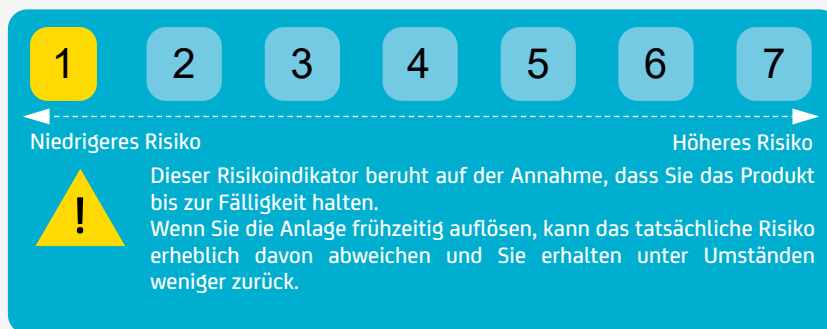 1 2 3 4 5 6 7
Niedrigeres Risiko Höheres Risiko
Dieser Risikoindikator beruht auf der Annahme, dass Sie das Produkt
bis zur Fälligkeit halten.
!
Wenn Sie die Anlage frühzeitig auflösen, kann das tatsächliche Risiko
erheblich davon abweichen und Sie erhalten unter Umständen
weniger zurück.